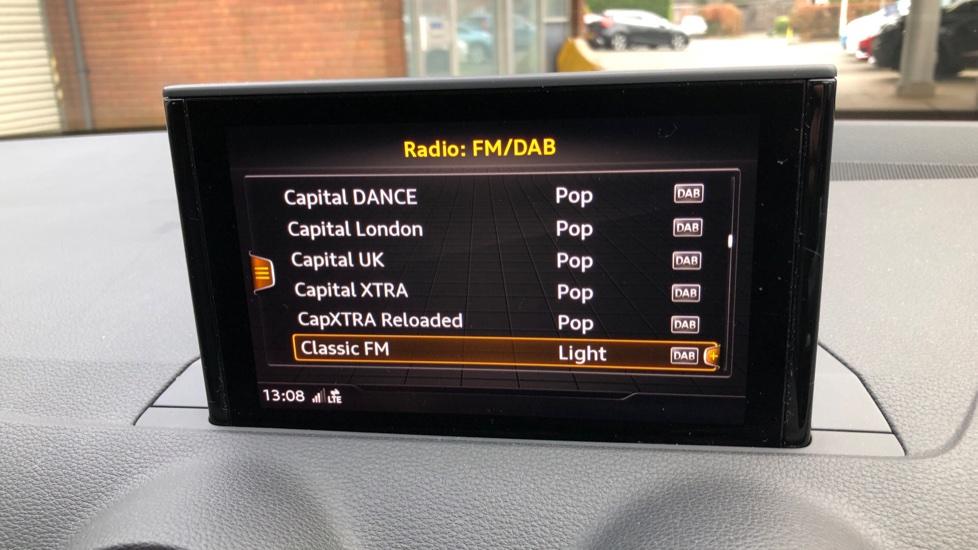 Radio: FM/DAB
Capital DANCE Pop DAB
Capital London Pop DAB
Capital UK Pop DAB
Capital XTRA Pop DAB
CapXTRA Reloaded Pop DAB
Classic FM Light DAB
13:08 LTE